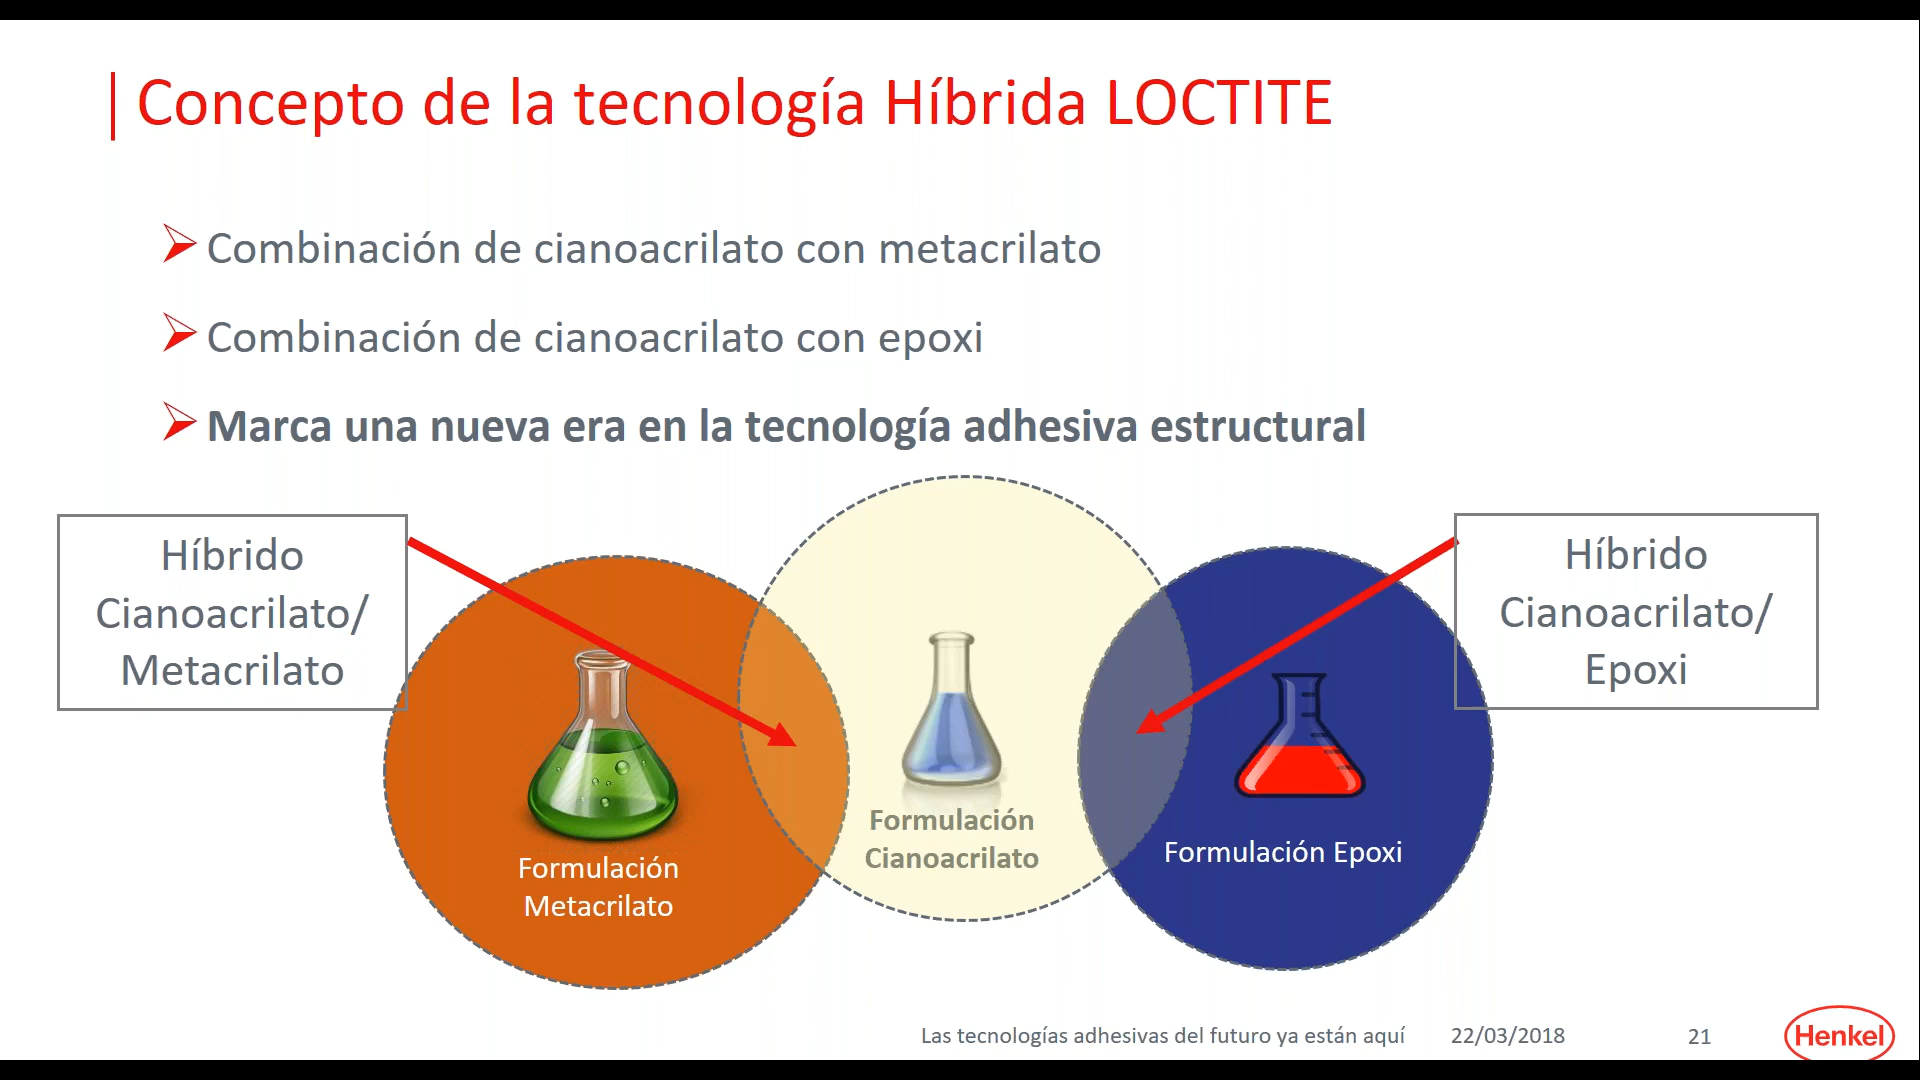 Concepto de la tecnología Híbrida LOCTITE
Combinación de cianoacrilato con metacrilato
Combinación de cianoacrilato con epoxi
Marca una nueva era en la tecnología adhesiva estructural
Híbrido
Cianoacrilato/
Metacrilato
Híbrido
Cianoacrilato/
Epoxi
Formulación
Metacrilato
Formulación
Cianoacrilato
Formulación Epoxi
Las tecnologías adhesivas del futuro ya están aquí
22/03/2018
21
Henkel